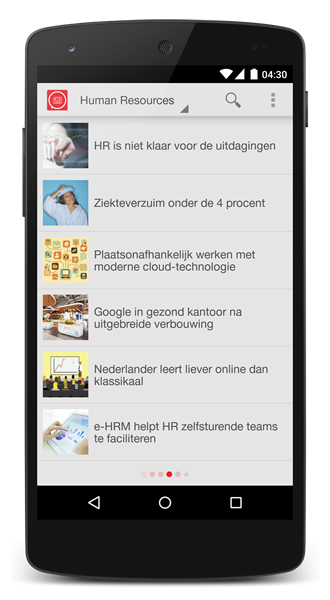 04:30
Human Resources
HR is niet klaar voor de uitdagingen
Ziekteverzuim onder de 4 procent
Plaatsonafhankelijk werken met
moderne cloud-technologie
Google in gezond kantoor na
uitgebreide verbouwing
Nederlander leert liever online dan
klassikaal
e-HRM helpt HR zelfsturende teams
te faciliteren